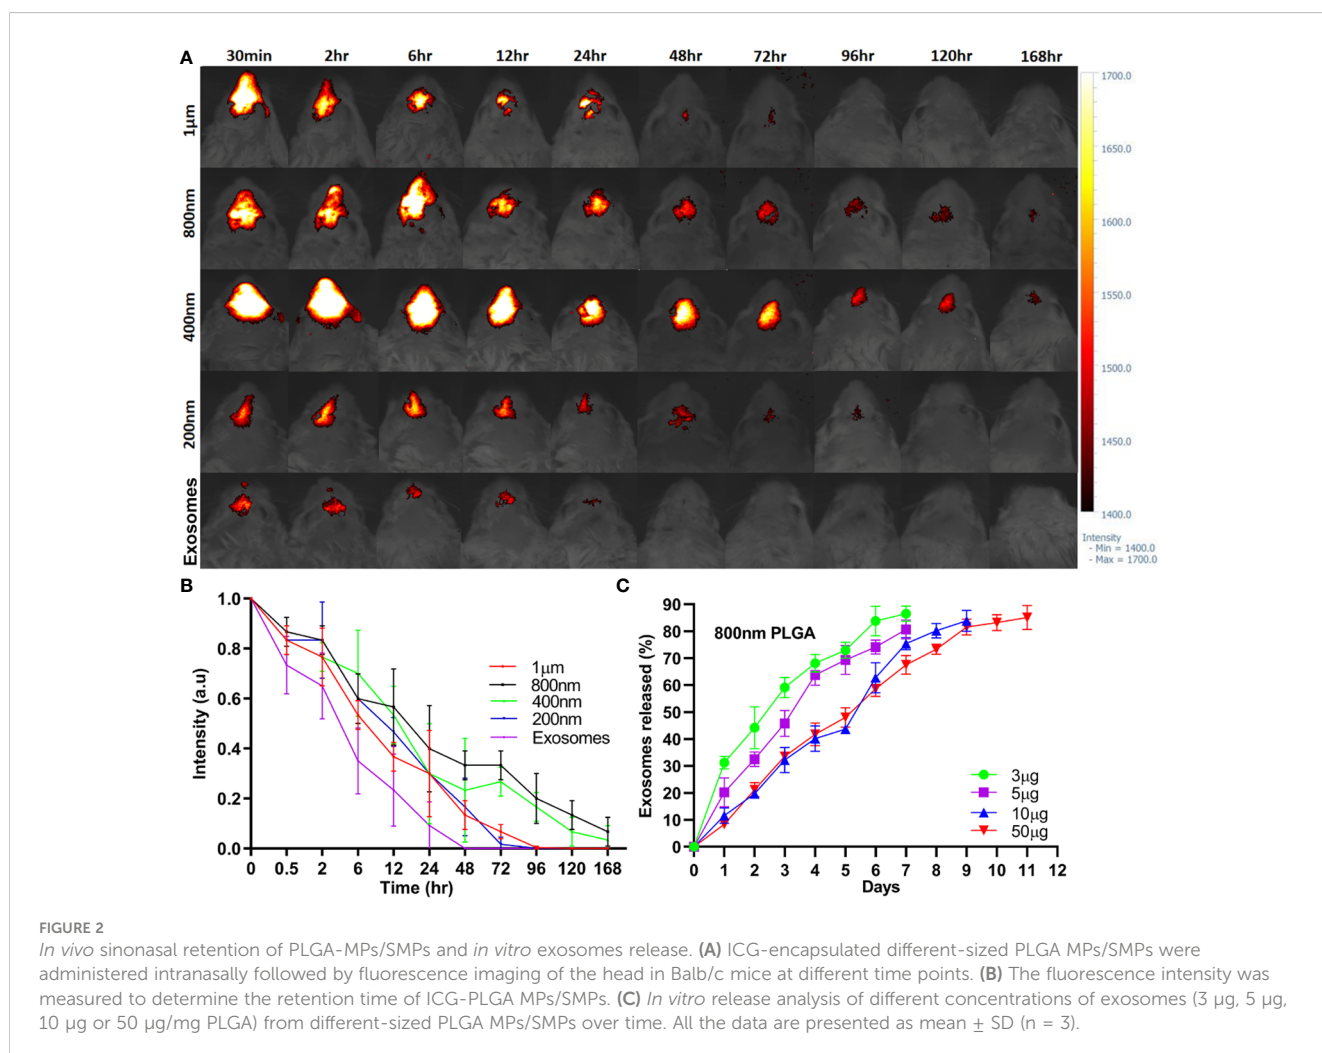 A
30min 2hr 6hr 12hr 24hr 48hr 72hr 96hr 120hr 168hr
1µm
800nm
400nm
200nm
Exosomes
1700.0
1650.0
1600.0
1550.0
1500.0
1450.0
1400.0
Intensity
- Min = 1400.0
- Max = 1700.0
B
Intensity (a.u)
1.0
0.8
0.6
0.4
0.2
0.0
1µm
800nm
400nm
200nm
Exosomes
0 0.5 2 6 12 24 48 72 96 120 168
Time (hr)
C
Exosomes released (%)
90
80
70
60
50
40
30
20
10
0
800nm PLGA
3µg
5µg
10µg
50µg
0 1 2 3 4 5 6 7 8 9 10 11 12
Days
FIGURE 2
In vivo sinonasal retention of PLGA-MPs/SMPs and in vitro exosomes release. (A) ICG-encapsulated different-sized PLGA MPs/SMPs were
administered intranasally followed by fluorescence imaging of the head in Balb/c mice at different time points. (B) The fluorescence intensity was
measured to determine the retention time of ICG-PLGA MPs/SMPs. (C) In vitro release analysis of different concentrations of exosomes (3 µg, 5 µg,
10 µg or 50 µg/mg PLGA) from different-sized PLGA MPs/SMPs over time. All the data are presented as mean ± SD (n = 3).